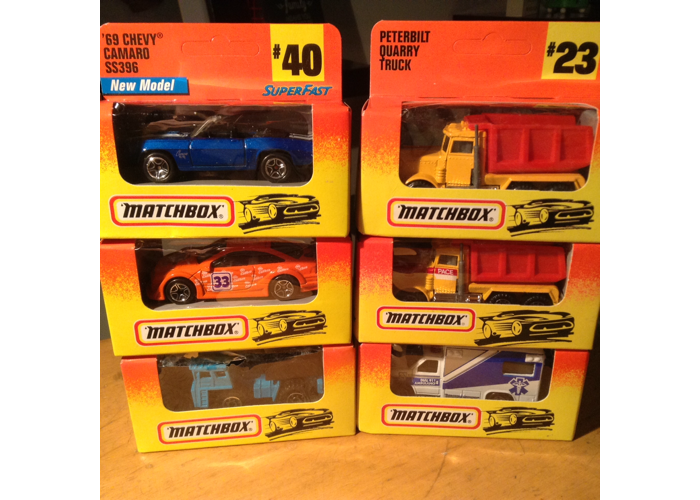 '69 CHEVY®
CAMARO
SS396
#40
New Model
SUPERFAST
MATCHBOX®
PETERBILT
QUARRY
TRUCK
#23
MATCHBOX®
33
MATCHBOX®
PACE
MATCHBOX®
MATCHBOX®
MATCHBOX®